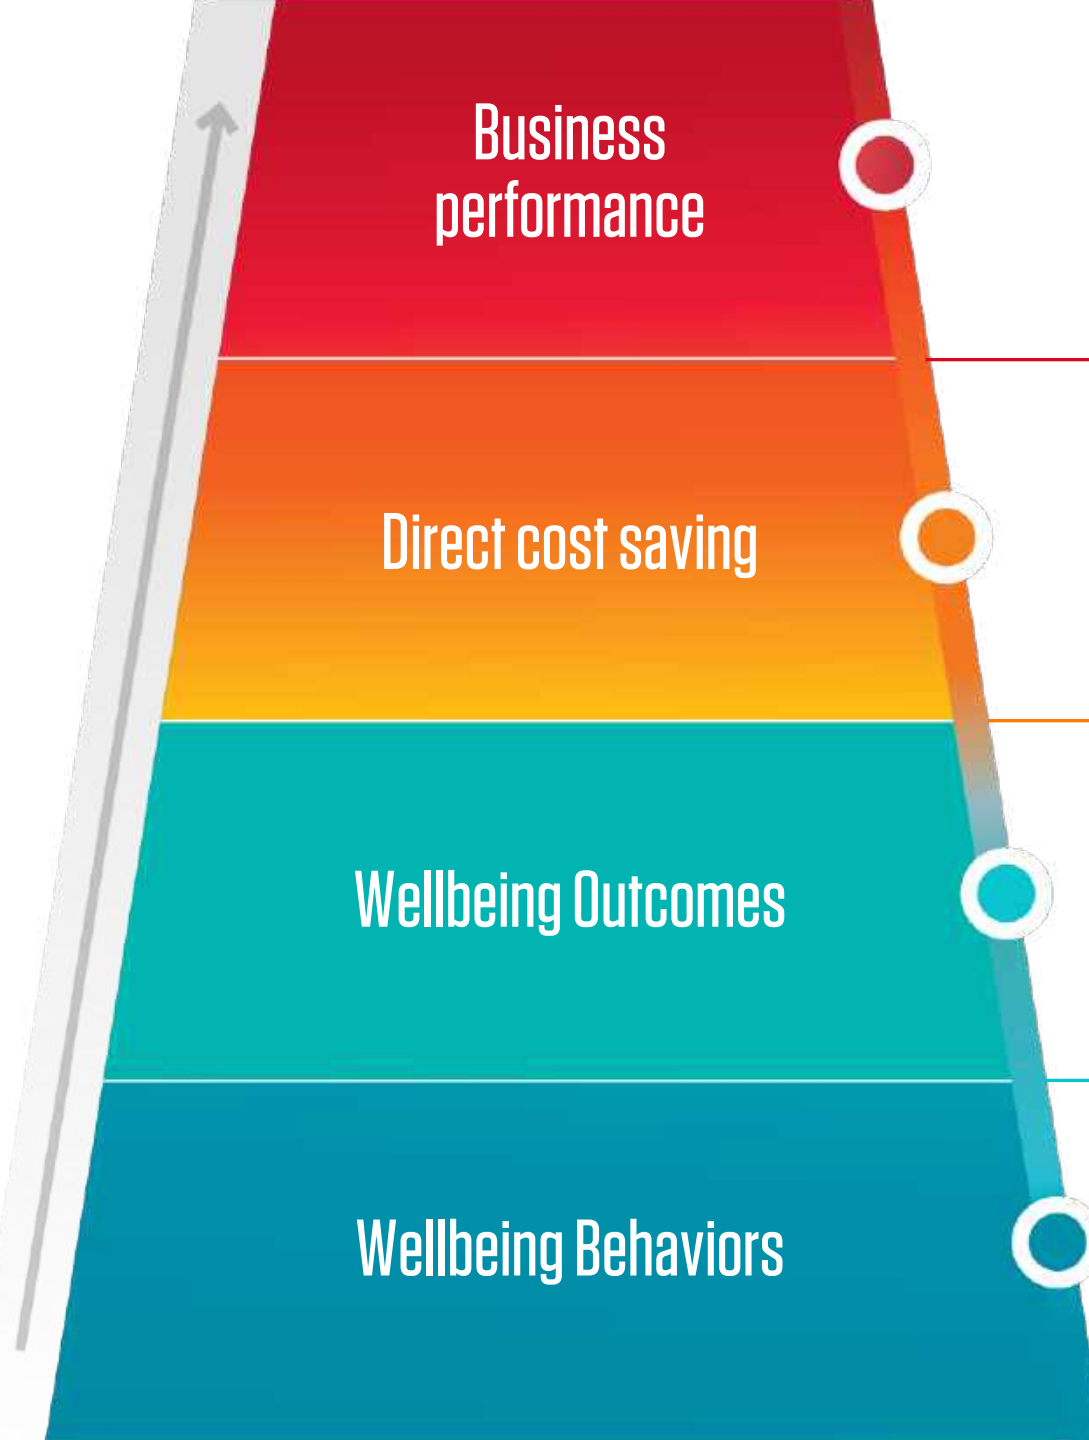 Business
performance
Direct cost saving
Wellbeing Outcomes
Wellbeing Behaviors